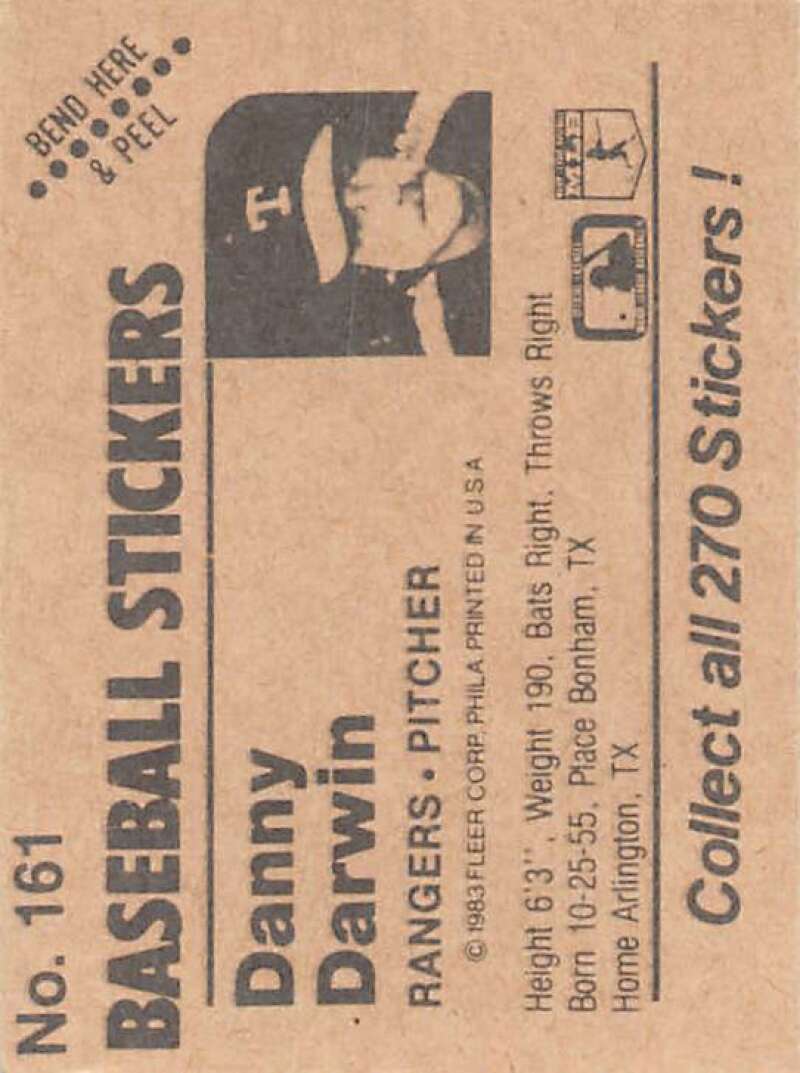 No. 161
BEND HERE
& PEEL
BASEBALL STICKERS
T
Danny
Darwin
RANGERS • PITCHER
© 1983 FLEER CORP. PHILA. PRINTED IN U.S.A
Height 6'3'', Weight 190, Bats Right, Throws Right
Born 10-25-55, Place Bonham, TX
Home Arlington, TX
Collect all 270 Stickers!